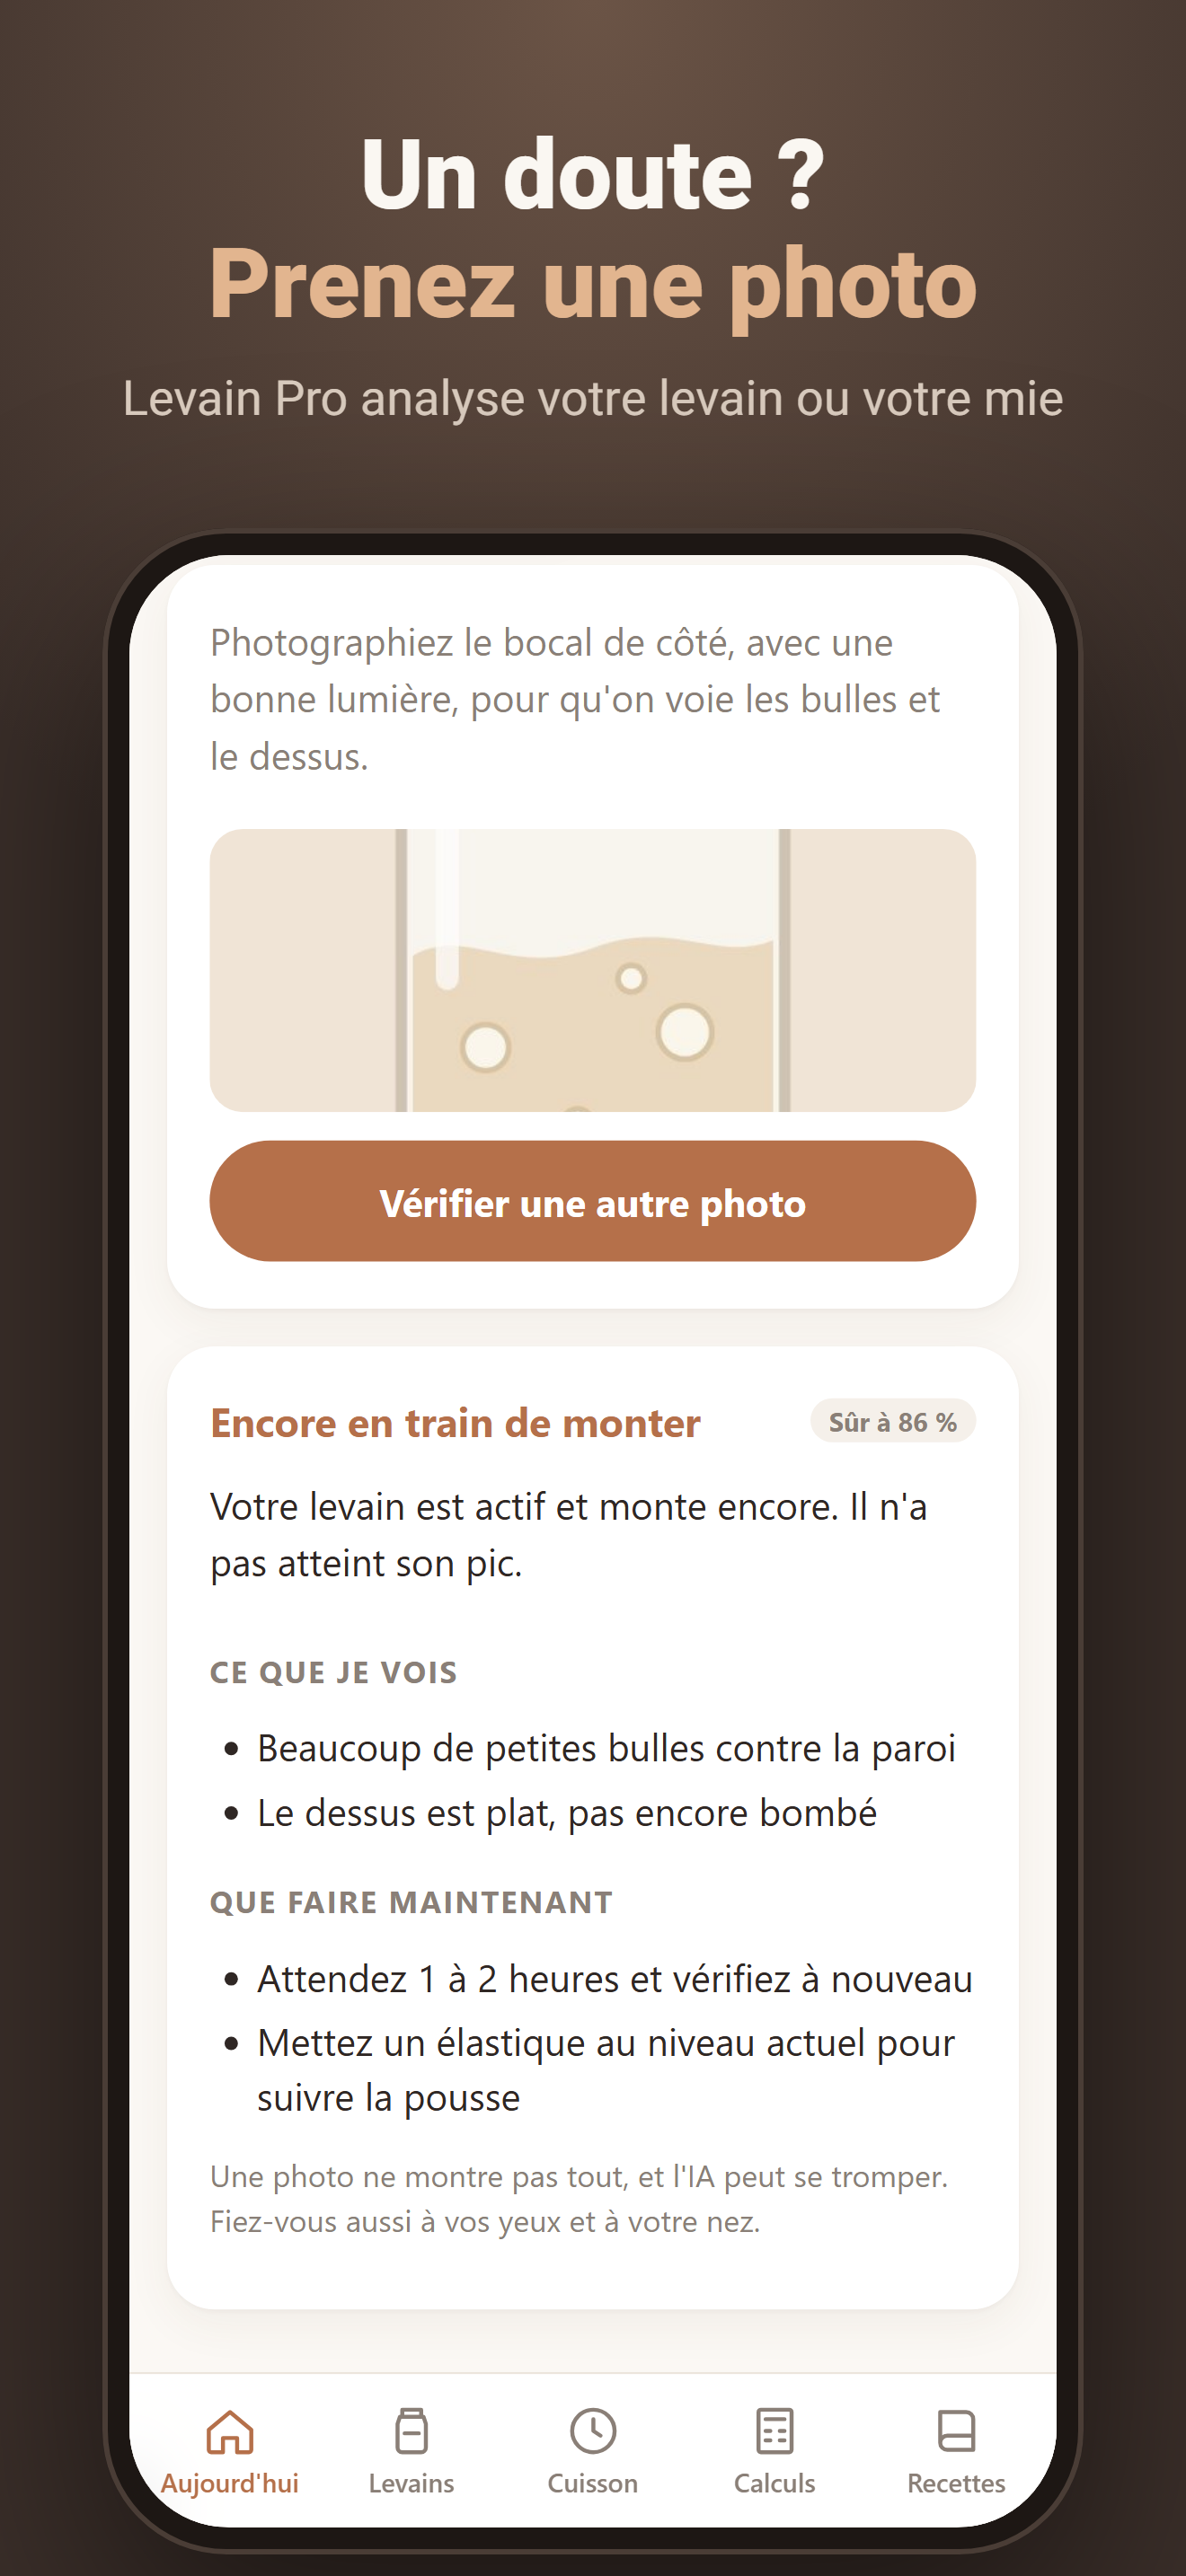 Un doute ?
Prenez une photo
Levain Pro analyse votre levain ou votre mie
Photographiez le bocal de côté, avec une
bonne lumière, pour qu'on voie les bulles et
le dessus.
Vérifier une autre photo
Encore en train de monter
Sûr à 86 %
Votre levain est actif et monte encore. Il n'a
pas atteint son pic.
CE QUE JE VOIS
• Beaucoup de petites bulles contre la paroi
• Le dessus est plat, pas encore bombé
QUE FAIRE MAINTENANT
• Attendez 1 à 2 heures et vérifiez à nouveau
• Mettez un élastique au niveau actuel pour
suivre la pousse
Une photo ne montre pas tout, et l'IA peut se tromper.
Fiez-vous aussi à vos yeux et à votre nez.
Aujourd'hui
Levains
Cuisson
Calculs
Recettes